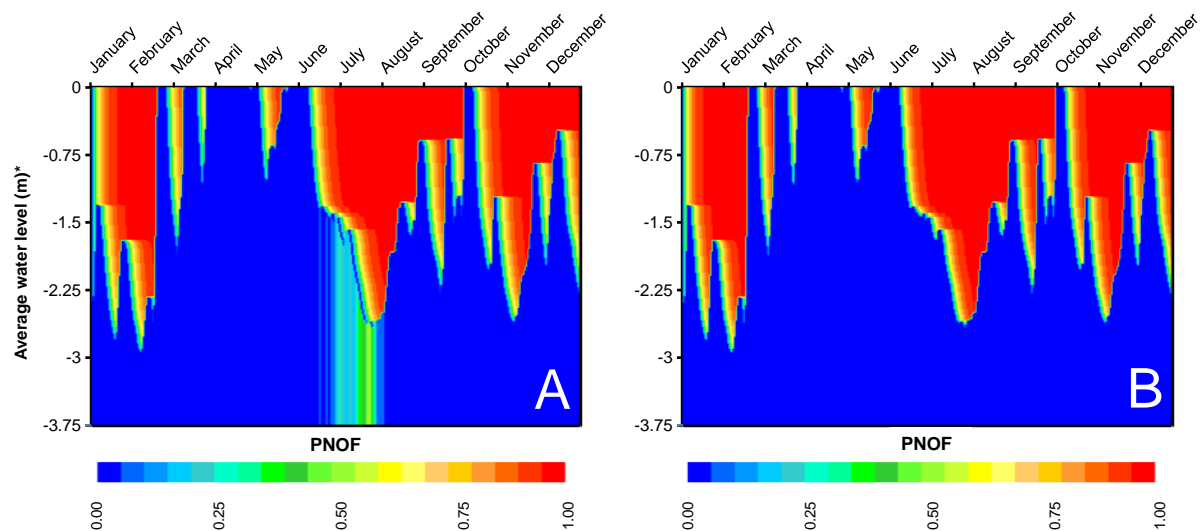 January February March April May June July August September October November December
January February March April May June July August September October November December
Average water level (m)*
0
-0.75
-1.5
-2.25
-3
-3.75
A
0
-0.75
-1.5
-2.25
-3
-3.75
B
PNOF
PNOF
0.00 0.25 0.50 0.75 1.00
0.00 0.25 0.50 0.75 1.00